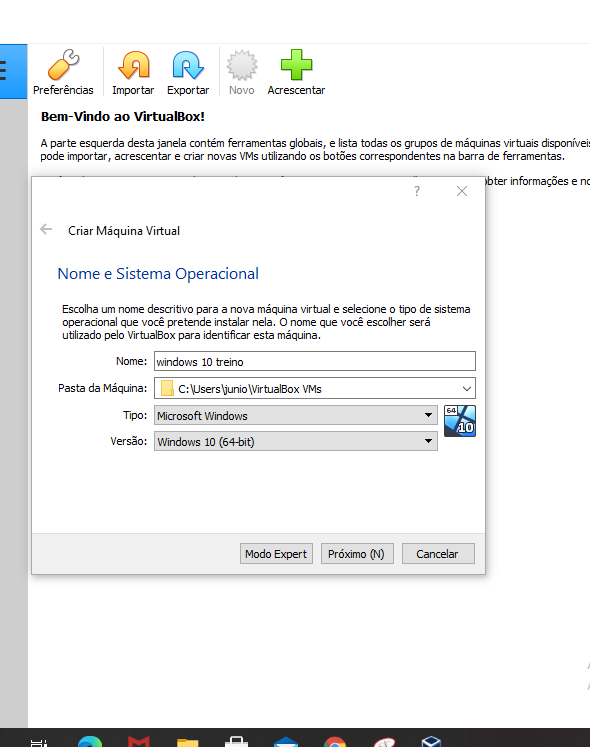 Preferências
Importar
Exportar
Novo
Acrescentar
Bem-Vindo ao VirtualBox!
A parte esquerda desta janela contém ferramentas globais, e lista todas os grupos de máquinas virtuais disponíveis
pode importar, acrescentar e criar novas VMs utilizando os botões correspondentes na barra de ferramentas.
obter informações e
?
Criar Máquina Virtual
Nome e Sistema Operacional
Escolha um nome descritivo para a nova máquina virtual e selecione o tipo de sistema
operacional que você pretende instalar nela. O nome que você escolher será
utilizado pelo VirtualBox para identificar esta máquina.
Nome: windows 10 treino
Pasta da Máquina: C:\Users\junio\VirtualBox VMs
Tipo: Microsoft Windows
64
10
Versão: Windows 10 (64-bit)
Modo Expert
Próximo (N)
Cancelar